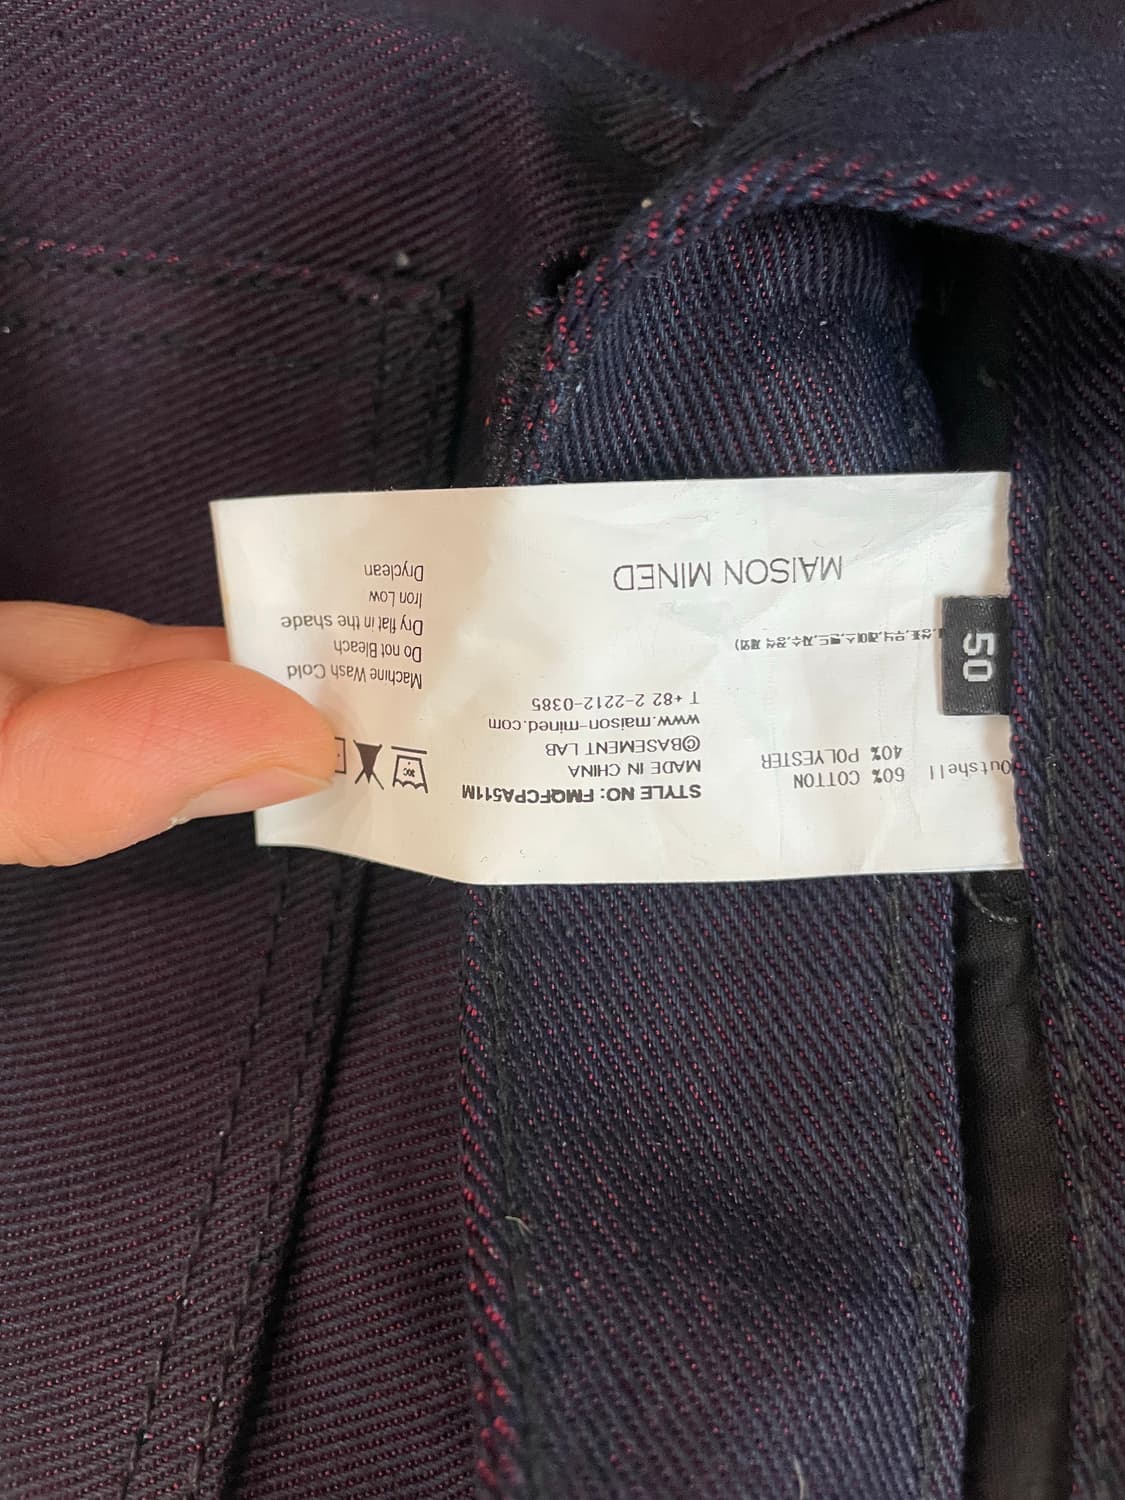 Outshell 60% COTTON
40% POLYESTER
MAISON MINED
STYLE NO: FMQFCPA511M
MADE IN CHINA
©BASEMENT LAB
www.maison-mined.com
T +82 2-2212-0385
Machine Wash Cold
Do not Bleach
Dry flat in the shade
Iron Low
Dryclean
50